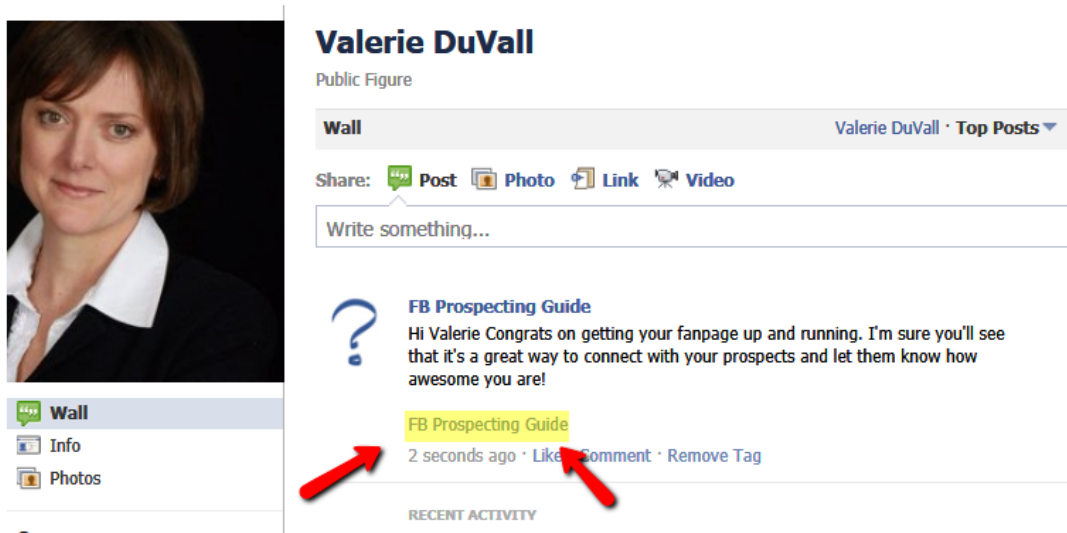 Valerie DuVall
Public Figure
Wall
Valerie DuVall · Top Posts
Share: Post Photo Link Video
Write something...
FB Prospecting Guide
Hi Valerie Congrats on getting your fanpage up and running. I'm sure you'll see
that it's a great way to connect with your prospects and let them know how
awesome you are!
FB Prospecting Guide
2 seconds ago · Like Comment · Remove Tag
Wall
Info
Photos
RECENT ACTIVITY